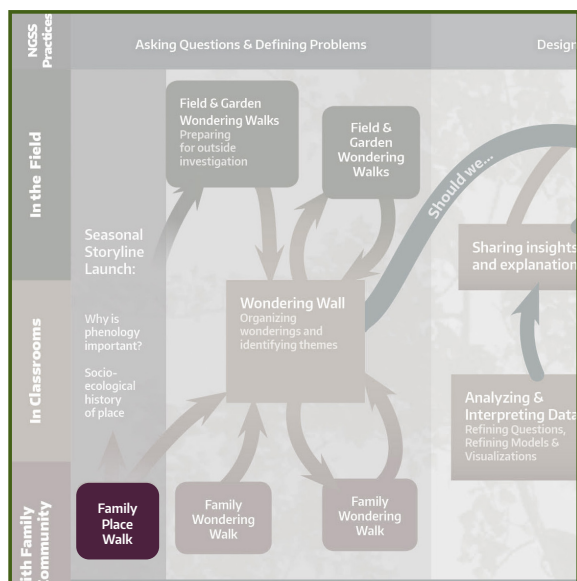 NGSS
Practices
Asking Questions & Defining Problems
Design
In the Field
Field & Garden
Wondering Walks
Preparing
for outside
investigation
Field &
Garden
Wondering
Walks
Should we...
Seasonal
Storyline
Launch:
Sharing insights
and explanation
In Classrooms
Why is
phenology
important?
Socio-
ecological
history
of place
Wondering Wall
Organizing
wonderings and
identifying themes
Analyzing &
Interpreting Data
Refining Questions,
Refining Models &
Visualizations
ith Family
ommunity
Family
Place
Walk
Family
Wondering
Walk
Family
Wondering
Walk